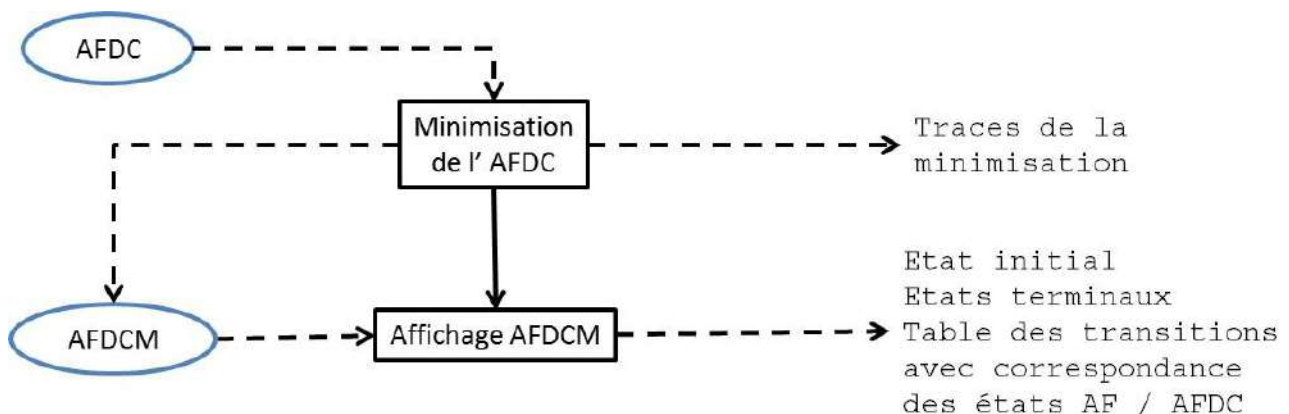 AFDC
Minimisation
de l' AFDC
Traces de la
minimisation
AFDCM
Affichage AFDCM
Etat initial
Etats terminaux
Table des transitions
avec correspondance
des états AF / AFDC